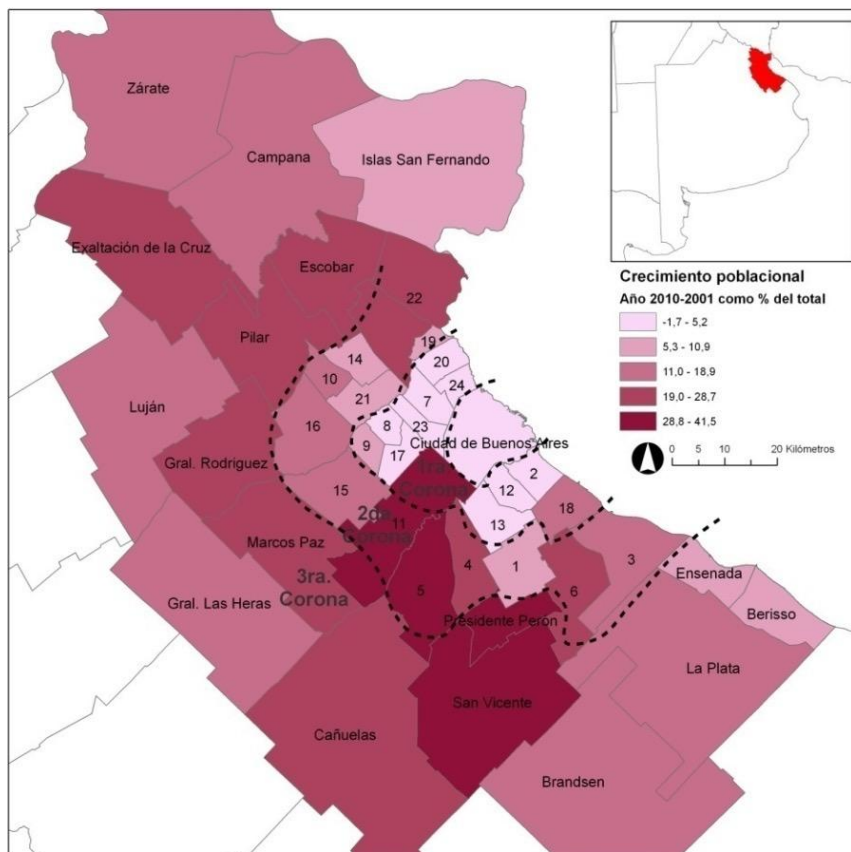 Zárate
Campana
Islas San Fernando
Exaltación de la Cruz
Escobar
22
Pilar
19
14
20
10
24
Luján
21
7
16
8
23
Ciudad de Buenos Aires
9
17
Gral. Rodriguez
1ra.
Corona
2
15
12
18
2da.
11
Corona
13
Marcos Paz
3
4
1
Ensenada
3ra.
Corona
5
6
Gral. Las Heras
Berisso
Presidente Perón
La Plata
San Vicente
Cañuelas
Brandsen
Crecimiento poblacional
Año 2010-2001 como % del total
-1,7 - 5,2
5,3 - 10,9
11,0 - 18,9
19,0 - 28,7
28,8 - 41,5
0 5 10 20 Kilómetros